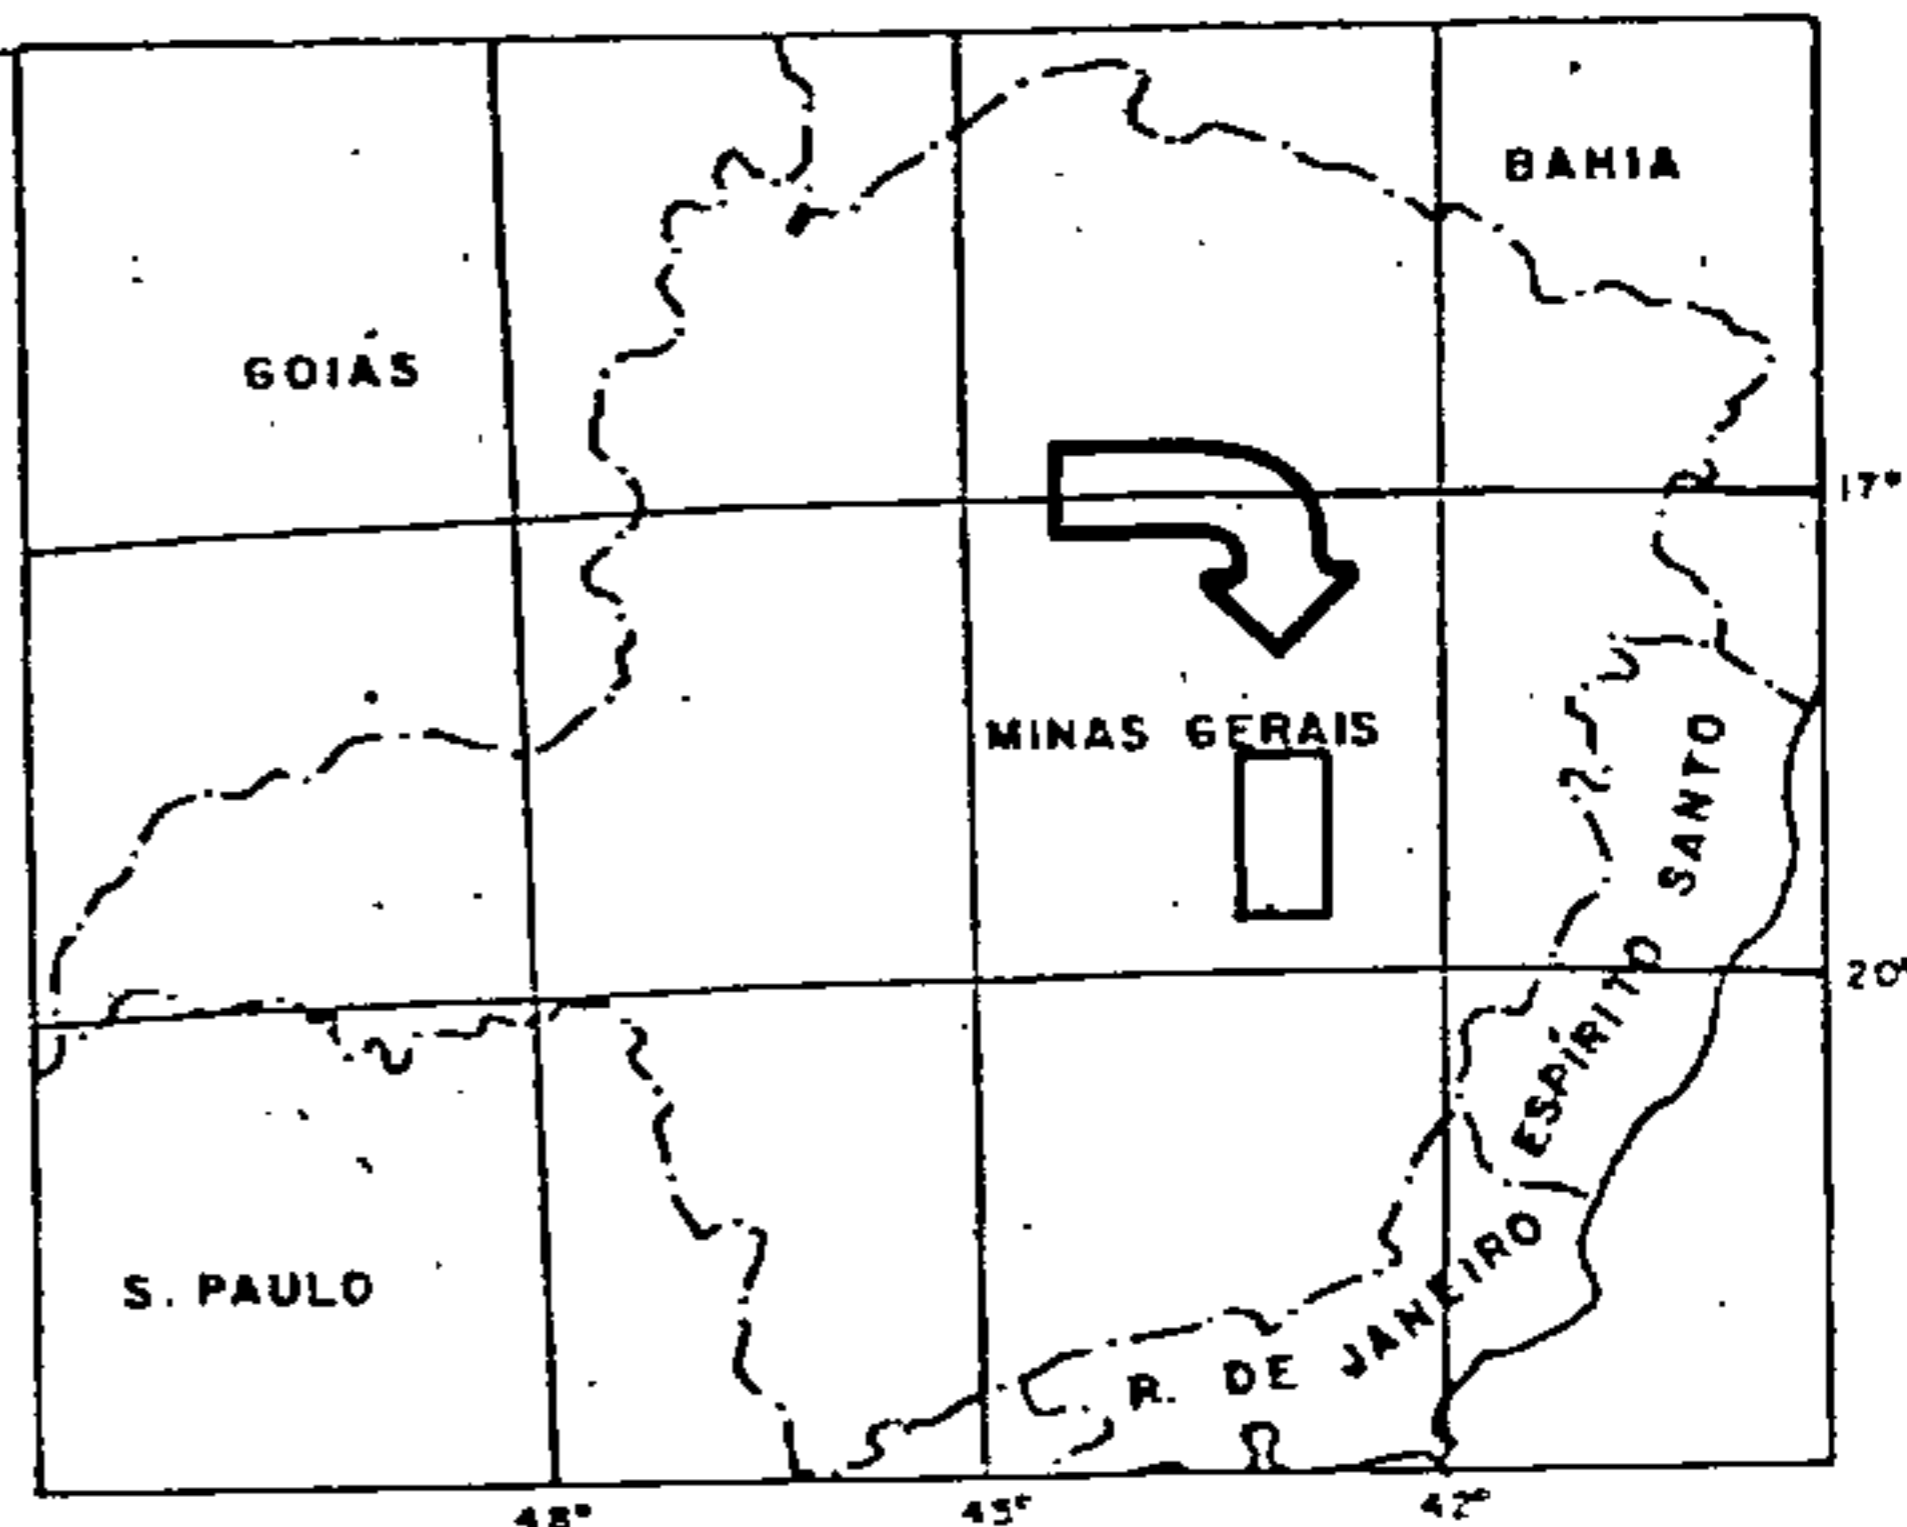 BAHIA
GOIÁS
17°
MINAS GERAIS
ESPÍRITO SANTO
20°
S. PAULO
R. DE JANEIRO
48° 45° 42°